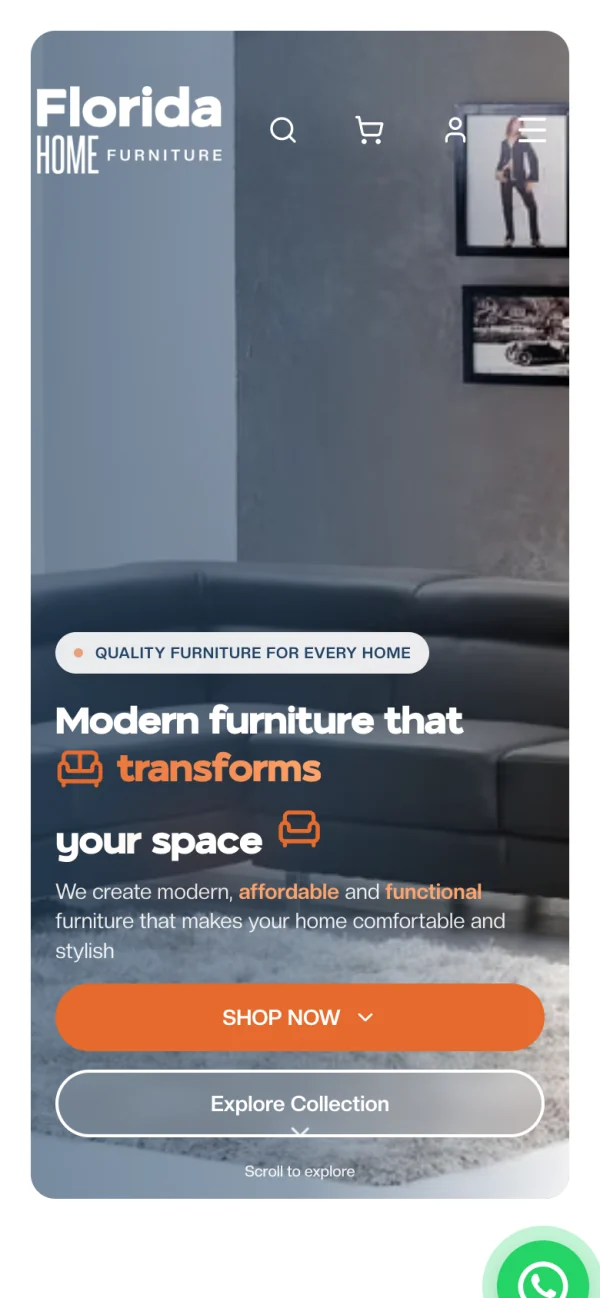 Florida
HOME FURNITURE
QUALITY FURNITURE FOR EVERY HOME
Modern furniture that
transforms
your space
We create modern, affordable and functional
furniture that makes your home comfortable and
stylish
SHOP NOW
Explore Collection
Scroll to explore